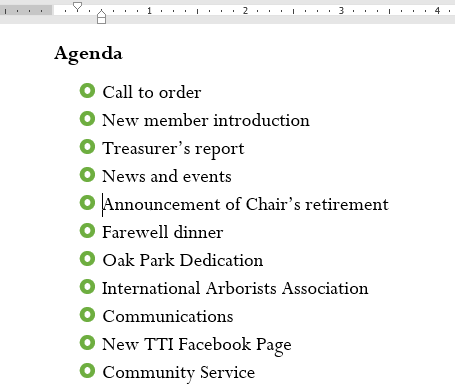 1 2 3 4
Agenda
Call to order
New member introduction
Treasurer’s report
News and events
Announcement of Chair’s retirement
Farewell dinner
Oak Park Dedication
International Arborists Association
Communications
New TTI Facebook Page
Community Service